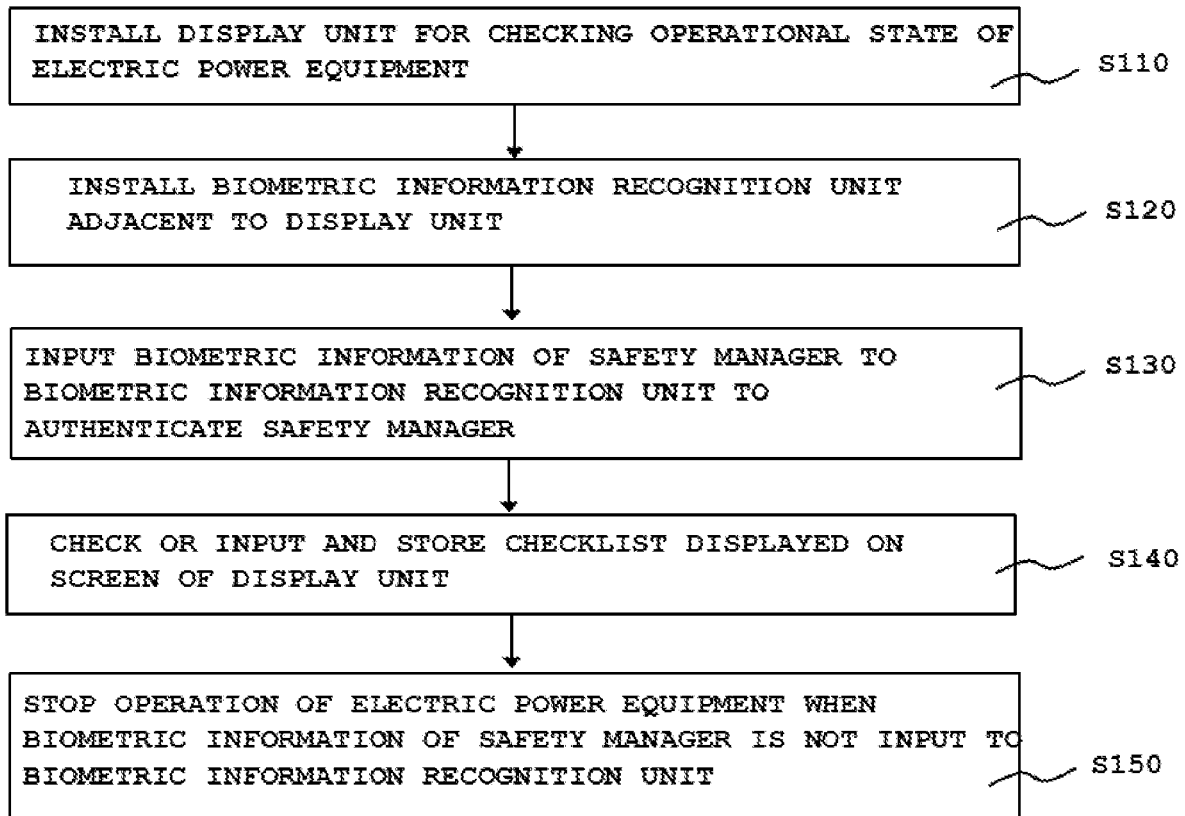 INSTALL DISPLAY UNIT FOR CHECKING OPERATIONAL STATE OF
ELECTRIC POWER EQUIPMENT
S110
INSTALL BIOMETRIC INFORMATION RECOGNITION UNIT
ADJACENT TO DISPLAY UNIT
S120
INPUT BIOMETRIC INFORMATION OF SAFETY MANAGER TO
BIOMETRIC INFORMATION RECOGNITION UNIT TO
AUTHENTICATE SAFETY MANAGER
S130
CHECK OR INPUT AND STORE CHECKLIST DISPLAYED ON
SCREEN OF DISPLAY UNIT
S140
STOP OPERATION OF ELECTRIC POWER EQUIPMENT WHEN
BIOMETRIC INFORMATION OF SAFETY MANAGER IS NOT INPUT TO
BIOMETRIC INFORMATION RECOGNITION UNIT
S150